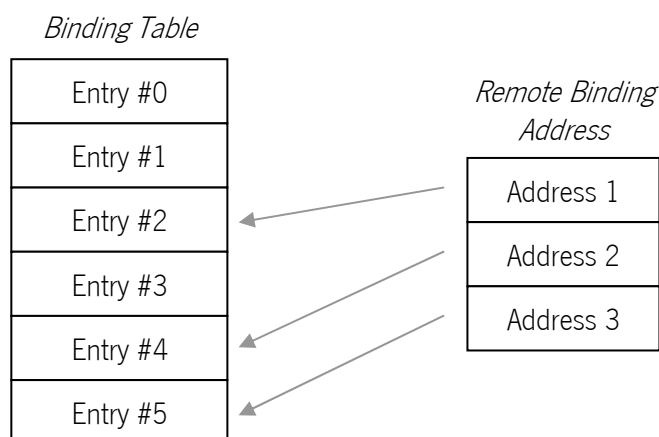 Binding Table
Entry #0
Entry #1
Entry #2
Entry #3
Entry #4
Entry #5
Remote Binding
Address
Address 1
Address 2
Address 3